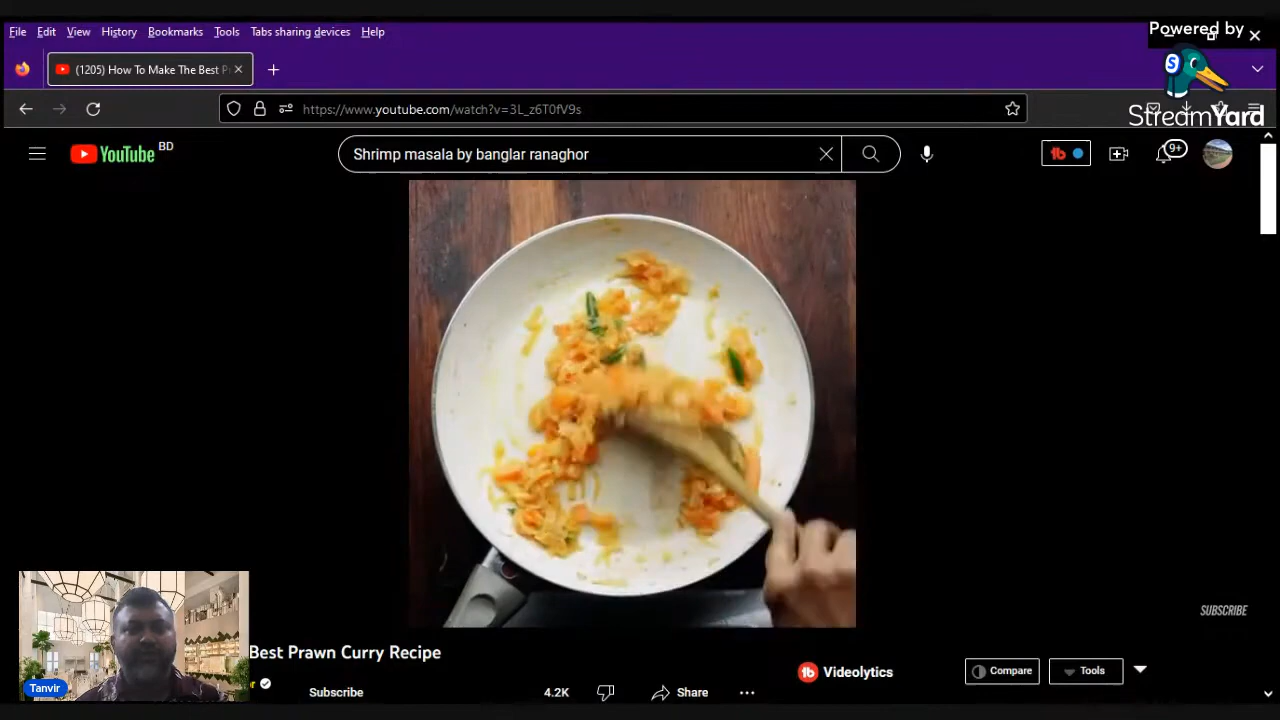 File Edit View History Bookmarks Tools Tabs sharing devices Help
Powered by
(1205) How To Make The Best P
StreamYard
https://www.youtube.com/watch?v=3L_z6T0fV9s
YouTube BD
Shrimp masala by banglar ranaghor
tb
9+
SUBSCRIBE
Best Prawn Curry Recipe
tb Videolytics
Compare
Tools
Tanvir
r
Subscribe
4.2K
Share